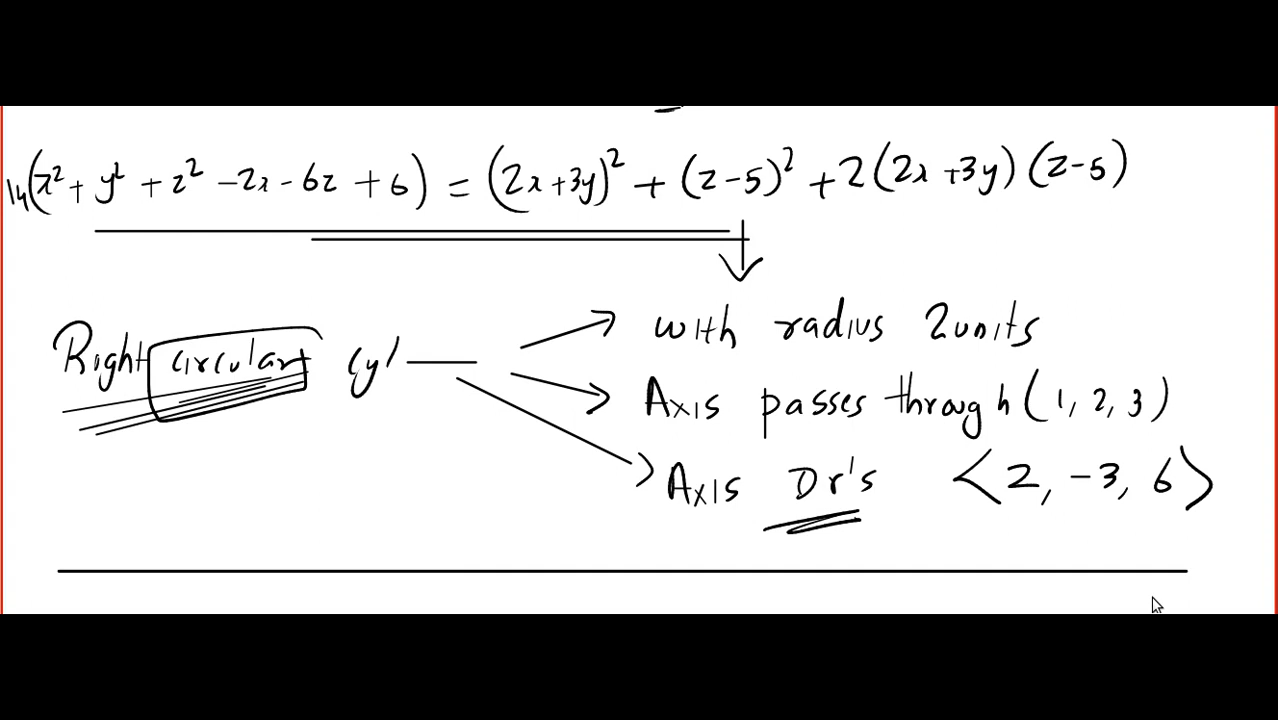 14(x² + y² + z² - 2x - 6z + 6) = (2x + 3y)² + (z - 5)² + 2(2x + 3y)(z - 5)
Right circular cyl — with radius 2units
Axis passes through (1, 2, 3)
Axis Dr's <2, -3, 6>